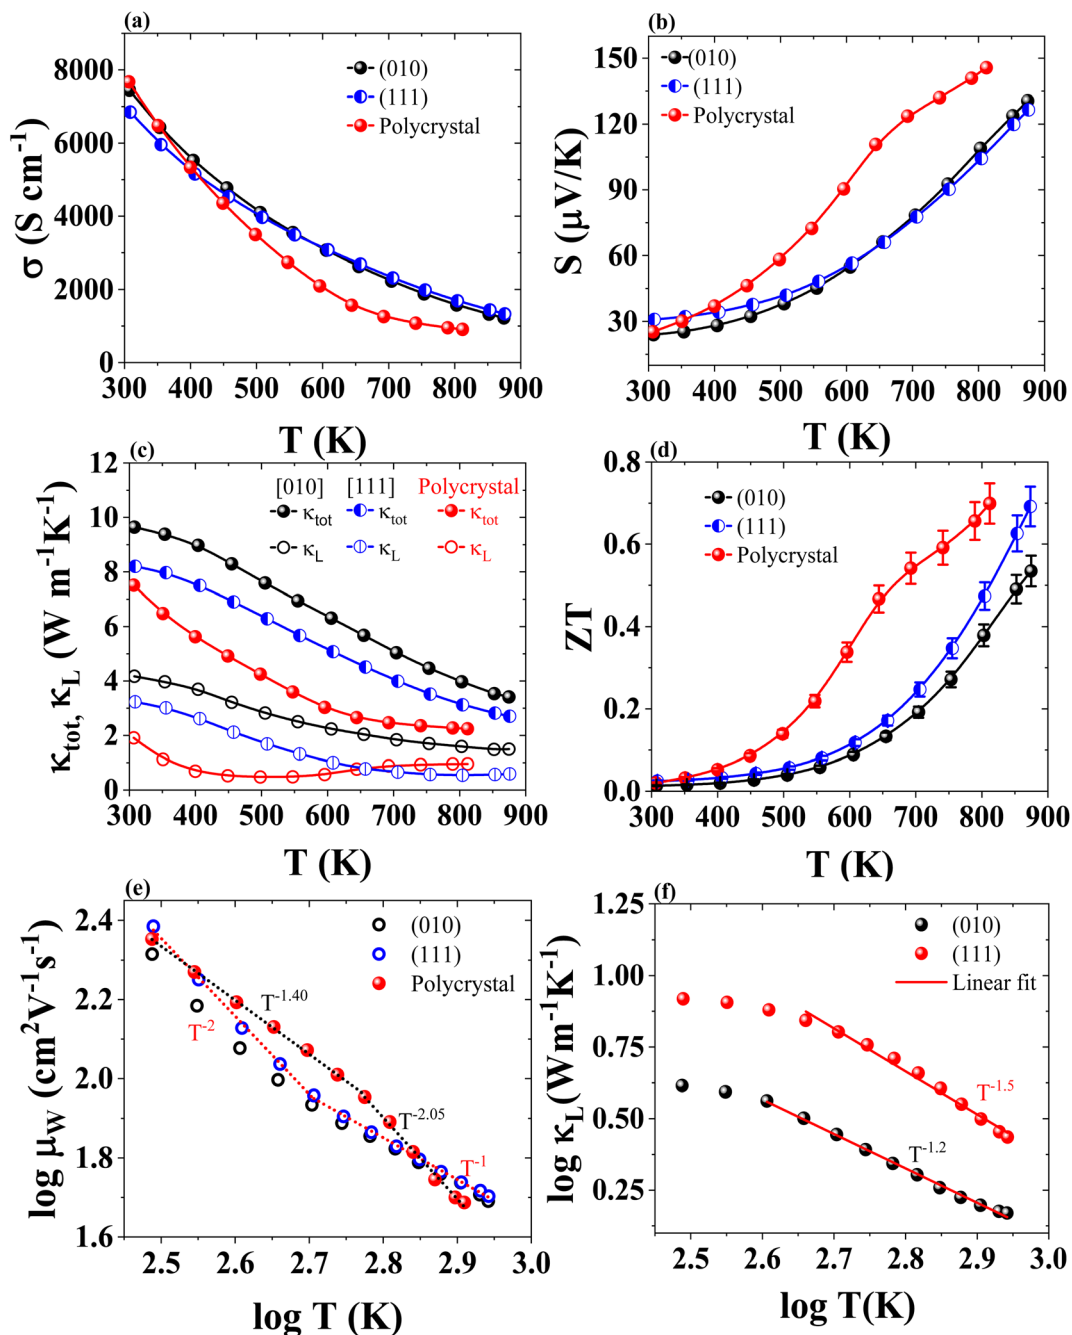 (a)
σ (S cm⁻¹)
8000
6000
4000
2000
0
(010)
(111)
Polycrystal
300 400 500 600 700 800 900
T (K)
(b)
S (μV/K)
150
120
90
60
30
(010)
(111)
Polycrystal
300 400 500 600 700 800 900
T (K)
(c)
κtot, κL (W m⁻¹K⁻¹)
12
10
8
6
4
2
0
[010] [111] Polycrystal
κtot κtot κtot
κL κL κL
300 400 500 600 700 800 900
T (K)
(d)
ZT
0.8
0.6
0.4
0.2
0.0
(010)
(111)
Polycrystal
300 400 500 600 700 800 900
T (K)
(e)
log μW (cm²V⁻¹s⁻¹)
2.4
2.2
2.0
1.8
1.6
(010)
(111)
Polycrystal
T⁻¹·⁴⁰
T⁻²
T⁻²·⁰⁵
T⁻¹
2.5 2.6 2.7 2.8 2.9 3.0
log T (K)
(f)
log κL(Wm⁻¹K⁻¹)
1.25
1.00
0.75
0.50
0.25
(010)
(111)
Linear fit
T⁻¹·⁵
T⁻¹·²
2.5 2.6 2.7 2.8 2.9 3.0
log T(K)